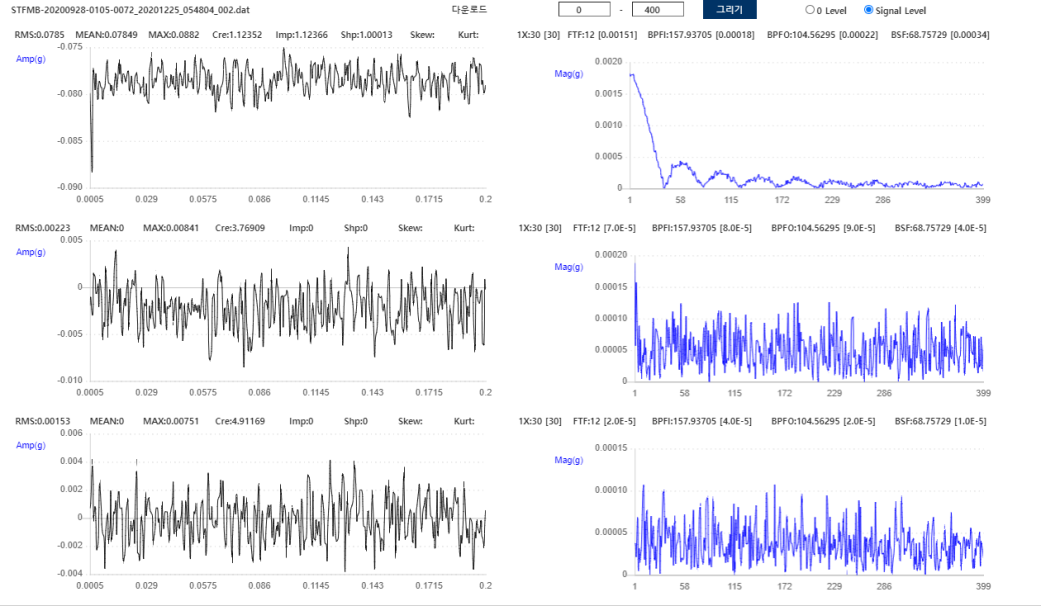 STFMB-20200928-0105-0072_20201225_054804_002.dat 다운로드 0 - 400 그리기 0 Level Signal Level
RMS:0.0785 MEAN:0.07849 MAX:0.0882 Cre:1.12352 Imp:1.12366 Shp:1.00013 Skew: Kurt:
Amp(g)
-0.075
-0.080
-0.085
-0.090
0.0005 0.029 0.0575 0.086 0.1145 0.143 0.1715 0.2
1X:30 [30] FTF:12 [0.00151] BPFI:157.93705 [0.00018] BPFO:104.56295 [0.00022] BSF:68.75729 [0.00034]
Mag(g)
0.0020
0.0015
0.0010
0.0005
0
1 58 115 172 229 286 399
RMS:0.00223 MEAN:0 MAX:0.00841 Cre:3.76909 Imp:0 Shp:0 Skew: Kurt:
Amp(g)
0.005
0
-0.005
-0.010
0.0005 0.029 0.0575 0.086 0.1145 0.143 0.1715 0.2
1X:30 [30] FTF:12 [7.0E-5] BPFI:157.93705 [8.0E-5] BPFO:104.56295 [9.0E-5] BSF:68.75729 [4.0E-5]
Mag(g)
0.00020
0.00015
0.00010
0.00005
0
1 58 115 172 229 286 399
RMS:0.00153 MEAN:0 MAX:0.00751 Cre:4.91169 Imp:0 Shp:0 Skew: Kurt:
Amp(g)
0.006
0.004
0.002
0
-0.002
-0.004
0.0005 0.029 0.0575 0.086 0.1145 0.143 0.1715 0.2
1X:30 [30] FTF:12 [2.0E-5] BPFI:157.93705 [4.0E-5] BPFO:104.56295 [2.0E-5] BSF:68.75729 [1.0E-5]
Mag(g)
0.00015
0.00010
0.00005
0
1 58 115 172 229 286 399